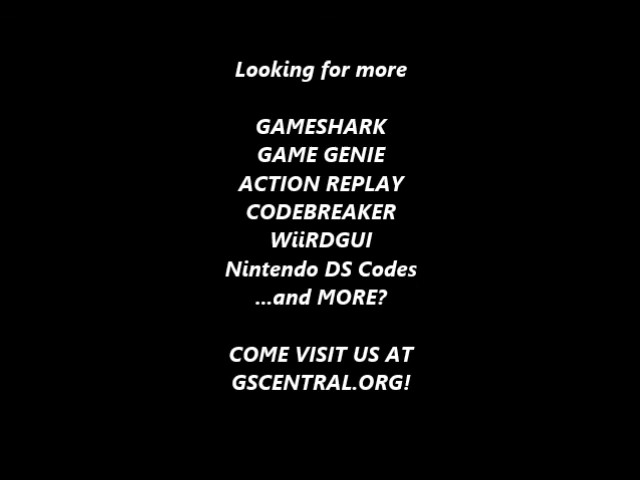 Looking for more
GAMESHARK
GAME GENIE
ACTION REPLAY
CODEBREAKER
WiiRDGUI
Nintendo DS Codes
...and MORE?
COME VISIT US AT
GSCENTRAL.ORG!